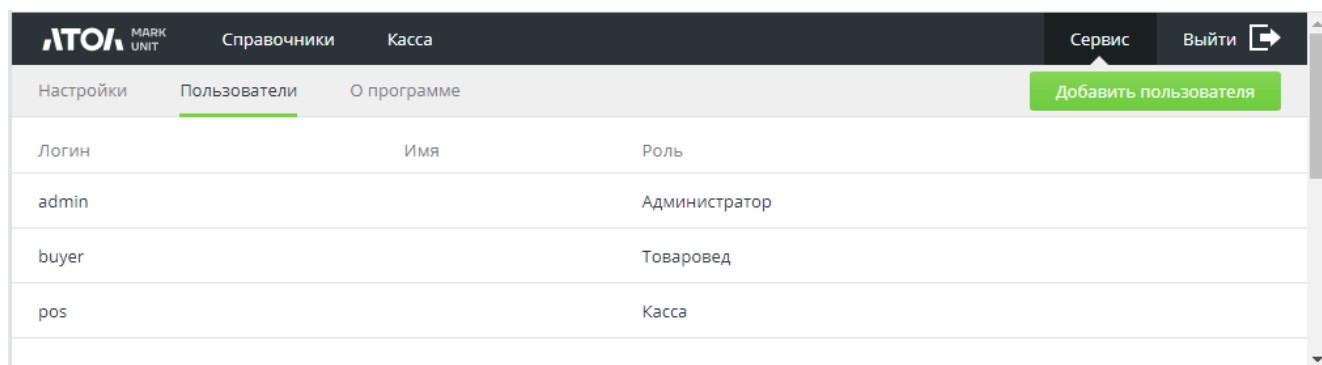 АТОЛ MARK UNIT Справочники Касса Сервис Выйти
Настройки Пользователи О программе Добавить пользователя
Логин Имя Роль
admin Администратор
buyer Товаровед
pos Касса